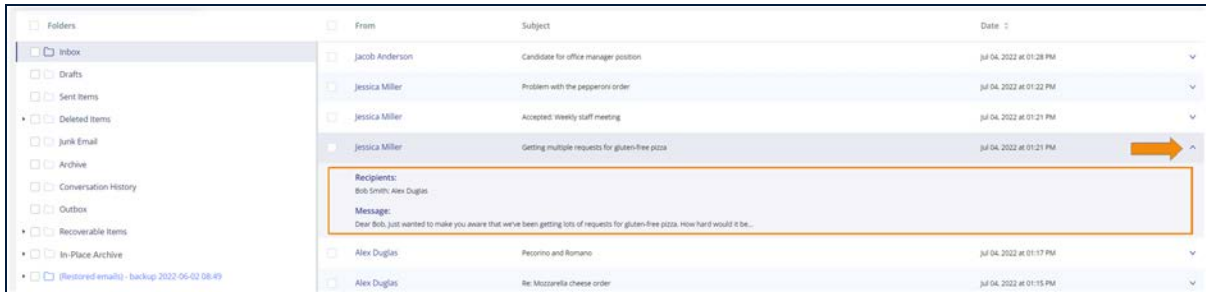 Folders
Inbox
Drafts
Sent Items
Deleted Items
Junk Email
Archive
Conversation History
Outbox
Recoverable Items
In-Place Archive
(Restored emails) - backup 2022-06-02 08:49
From Subject Date
Jacob Anderson Candidate for office manager position Jul 04, 2022 at 01:28 PM
Jessica Miller Problem with the pepperoni order Jul 04, 2022 at 01:22 PM
Jessica Miller Accepted: Weekly staff meeting Jul 04, 2022 at 01:21 PM
Jessica Miller Getting multiple requests for gluten-free pizza Jul 04, 2022 at 01:21 PM
Recipients:
Bob Smith; Alex Duglas
Message:
Dear Bob, Just wanted to make you aware that we've been getting lots of requests for gluten-free pizza. How hard would it be...
Alex Duglas Pecorino and Romano Jul 04, 2022 at 01:17 PM
Alex Duglas Re: Mozzarella cheese order Jul 04, 2022 at 01:15 PM